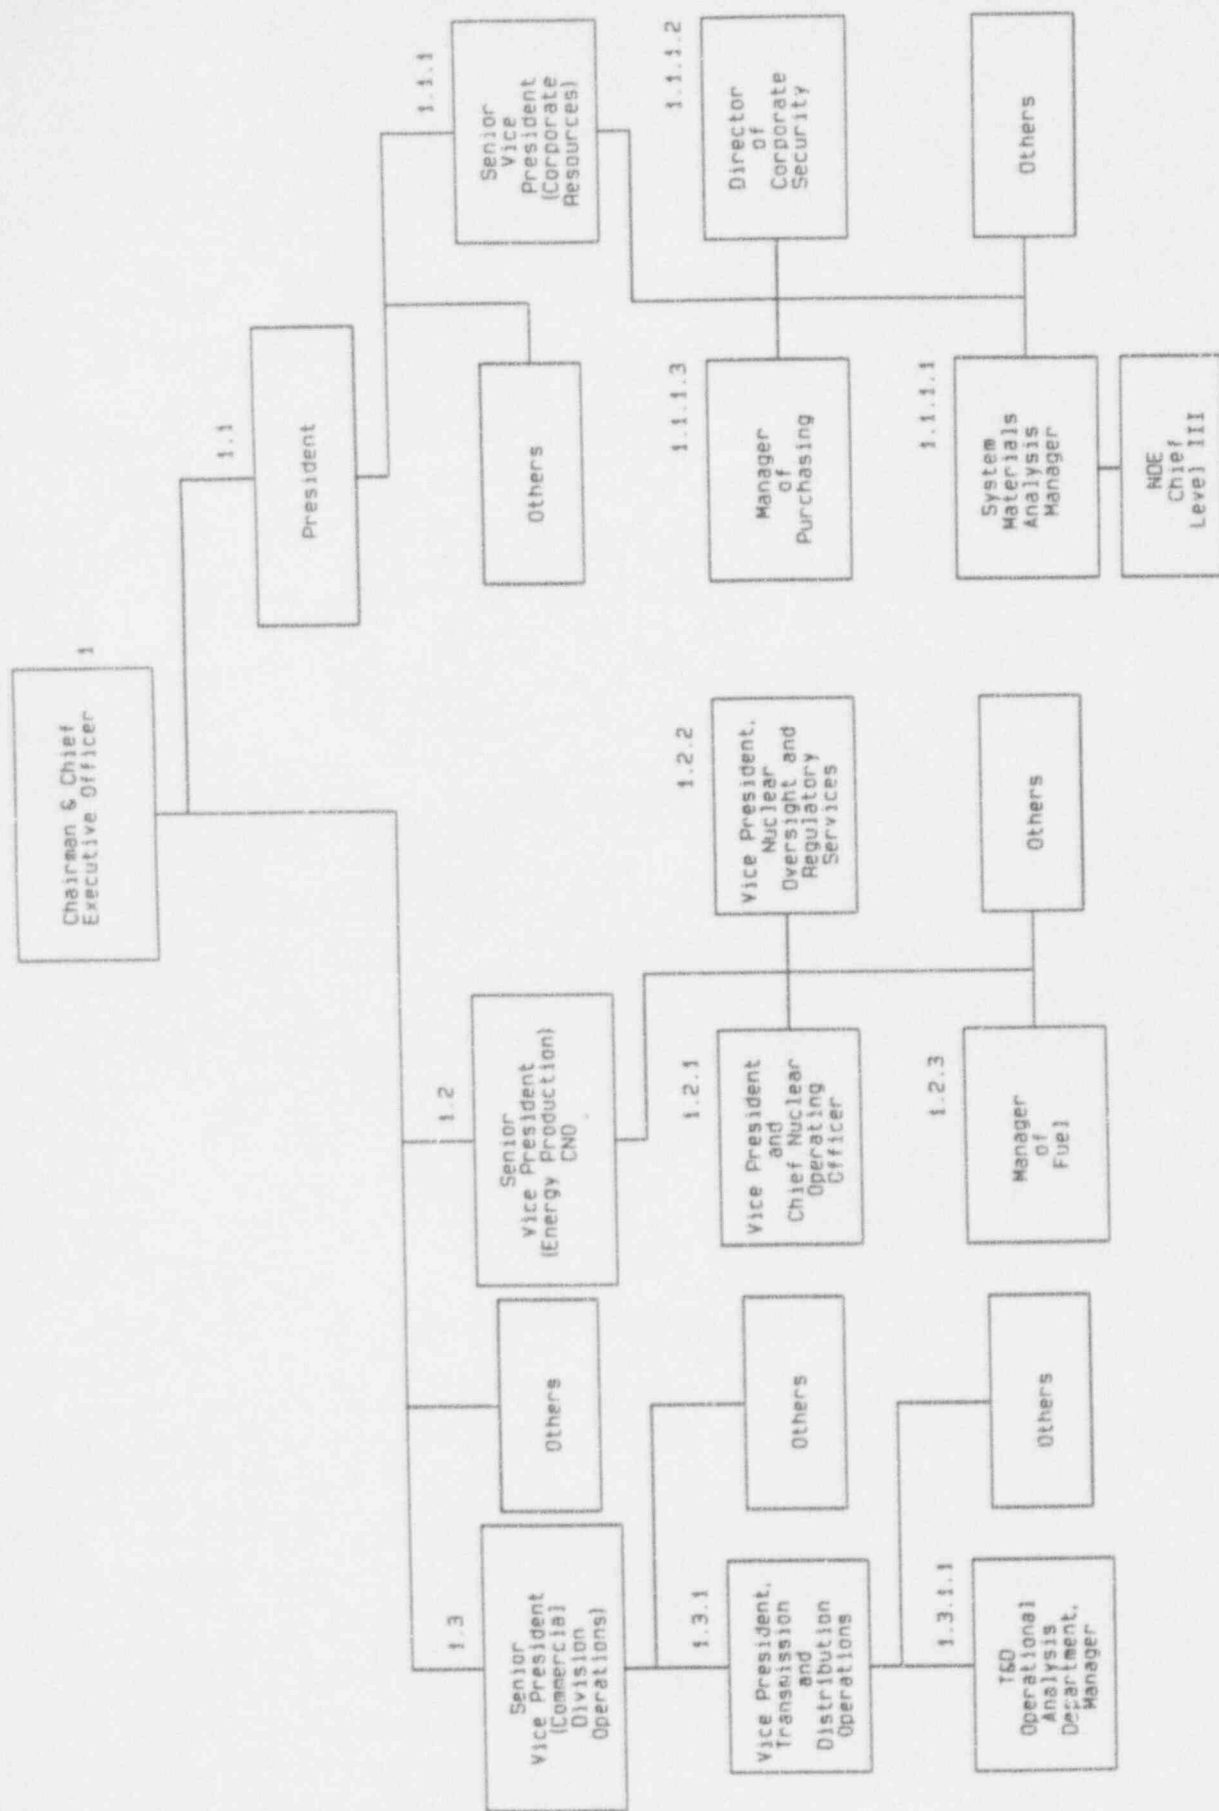 1
Chairman & Chief
Executive Officer
1.1
President
1.3
Senior
Vice President
(Commercial
Division
Operations)
Others
1.2
Senior
Vice President
(Energy Production)
CNO
Others
1.1.1
Senior
Vice
President
(Corporate
Resources)
1.3.1
Vice President,
Transmission
and
Distribution
Operations
Others
1.2.1
Vice President
and
Chief Nuclear
Operating
Officer
1.2.2
Vice President,
Nuclear
Oversight and
Regulatory
Services
1.1.1.3
Manager
of
Purchasing
1.1.1.2
Director
of
Corporate
Security
1.3.1.1
T&D
Operational
Analysis
Department,
Manager
Others
1.2.3
Manager
of
Fuel
Others
1.1.1.1
System
Materials
Analysis
Manager
Others
NDE
Chief
Level III